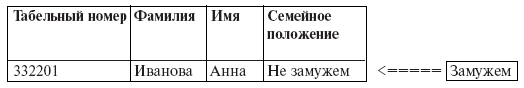 Табельный номер Фамилия Имя Семейное положение
332201 Иванова Анна Не замужем <===== Замужем